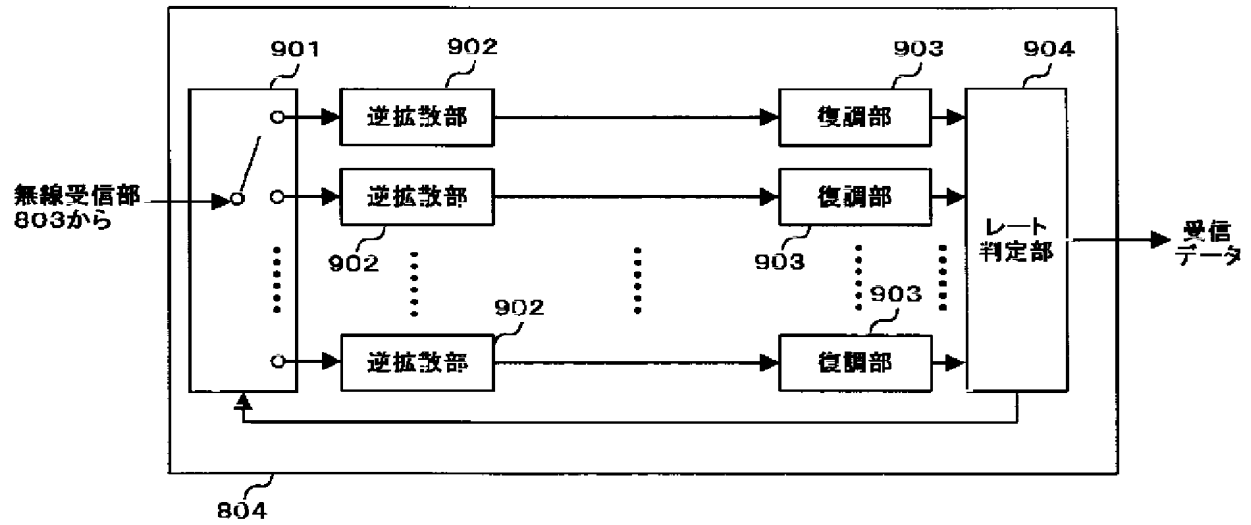 901
902
903
904
逆拡散部
復調部
無線受信部
803から
逆拡散部
復調部
レート
判定部
受信
データ
902
903
902
903
逆拡散部
復調部
804